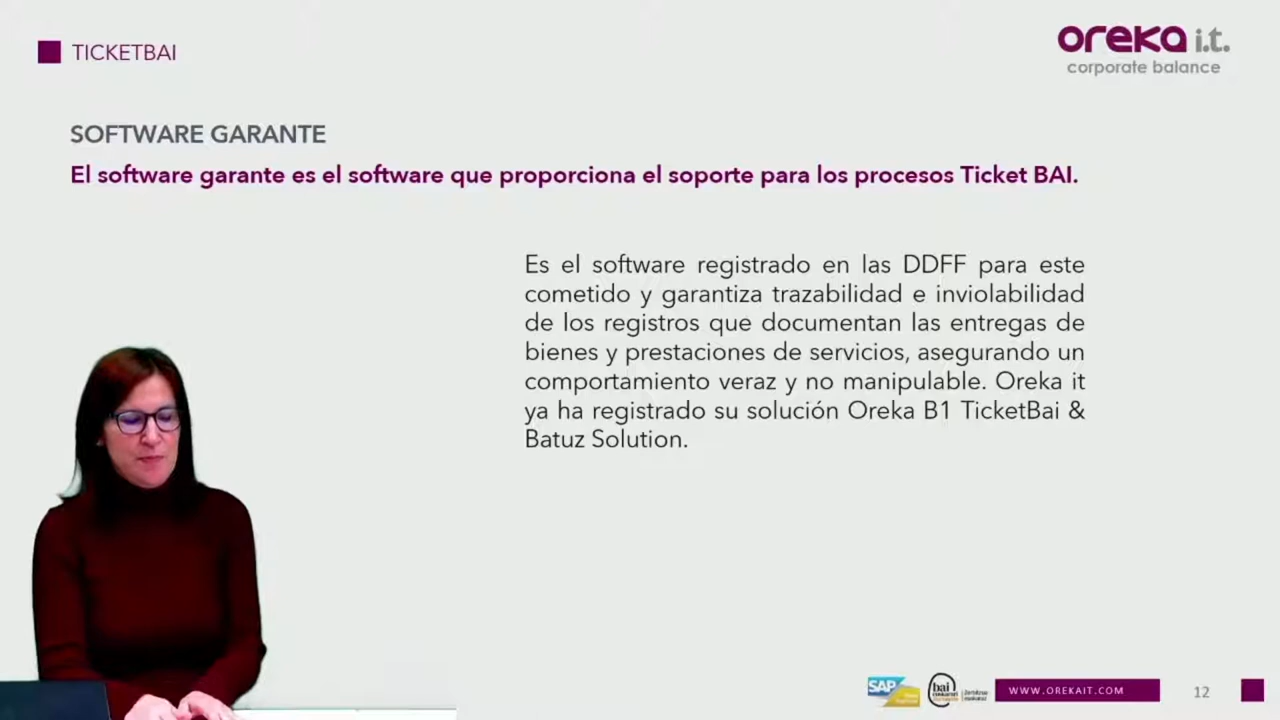 TICKETBAI
oreka i.t.
corporate balance
SOFTWARE GARANTE
El software garante es el software que proporciona el soporte para los procesos Ticket BAI.
Es el software registrado en las DDFF para este
cometido y garantiza trazabilidad e inviolabilidad
de los registros que documentan las entregas de
bienes y prestaciones de servicios, asegurando un
comportamiento veraz y no manipulable. Oreka it
ya ha registrado su solución Oreka B1 TicketBai &
Batuz Solution.
SAP
bai
WWW.OREKAIT.COM
12